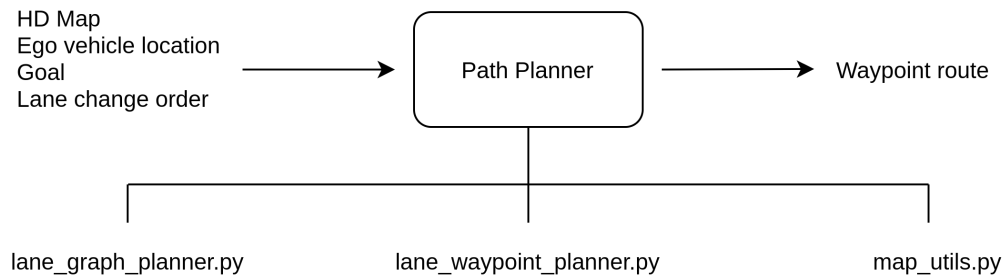 HD Map
Ego vehicle location
Goal
Lane change order
Path Planner
Waypoint route
lane_graph_planner.py
lane_waypoint_planner.py
map_utils.py